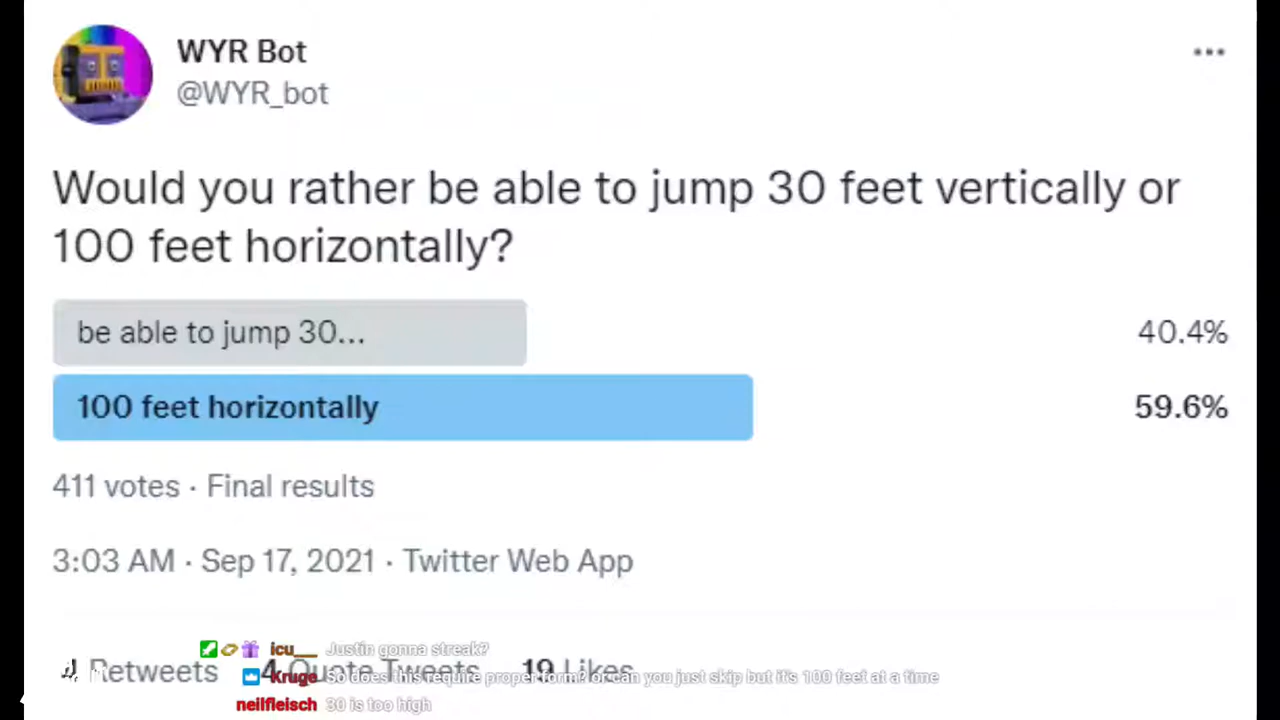 WYR Bot
@WYR_bot
Would you rather be able to jump 30 feet vertically or
100 feet horizontally?
be able to jump 30...
40.4%
100 feet horizontally
59.6%
411 votes · Final results
3:03 AM · Sep 17, 2021 · Twitter Web App
icu___ Justin gonna streak?
Retweets 4 Quote Tweets 19 Likes
Kruge So does this require proper form? or can you just skip but it's 100 feet at a time
neilfleisch 30 is too high